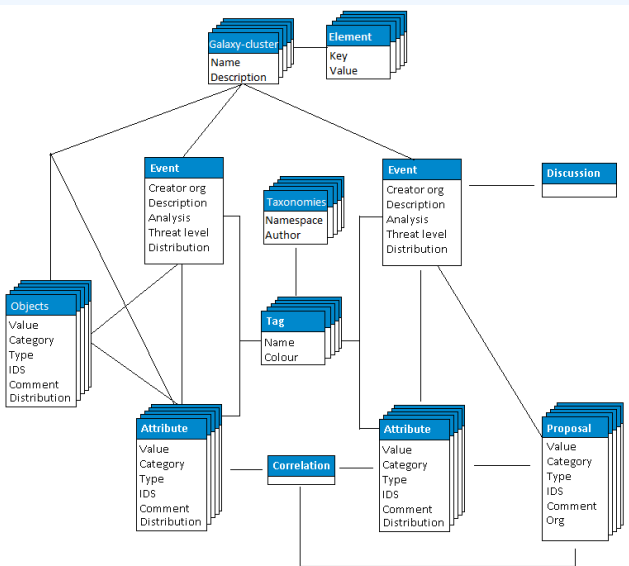 Galaxy-cluster
Name
Description
Element
Key
Value
Event
Creator org
Description
Analysis
Threat level
Distribution
Taxonomies
Namespace
Author
Event
Creator org
Description
Analysis
Threat level
Distribution
Discussion
Objects
Value
Category
Type
IDS
Comment
Distribution
Tag
Name
Colour
Attribute
Value
Category
Type
IDS
Comment
Distribution
Correlation
Attribute
Value
Category
Type
IDS
Comment
Distribution
Proposal
Value
Category
Type
IDS
Comment
Org